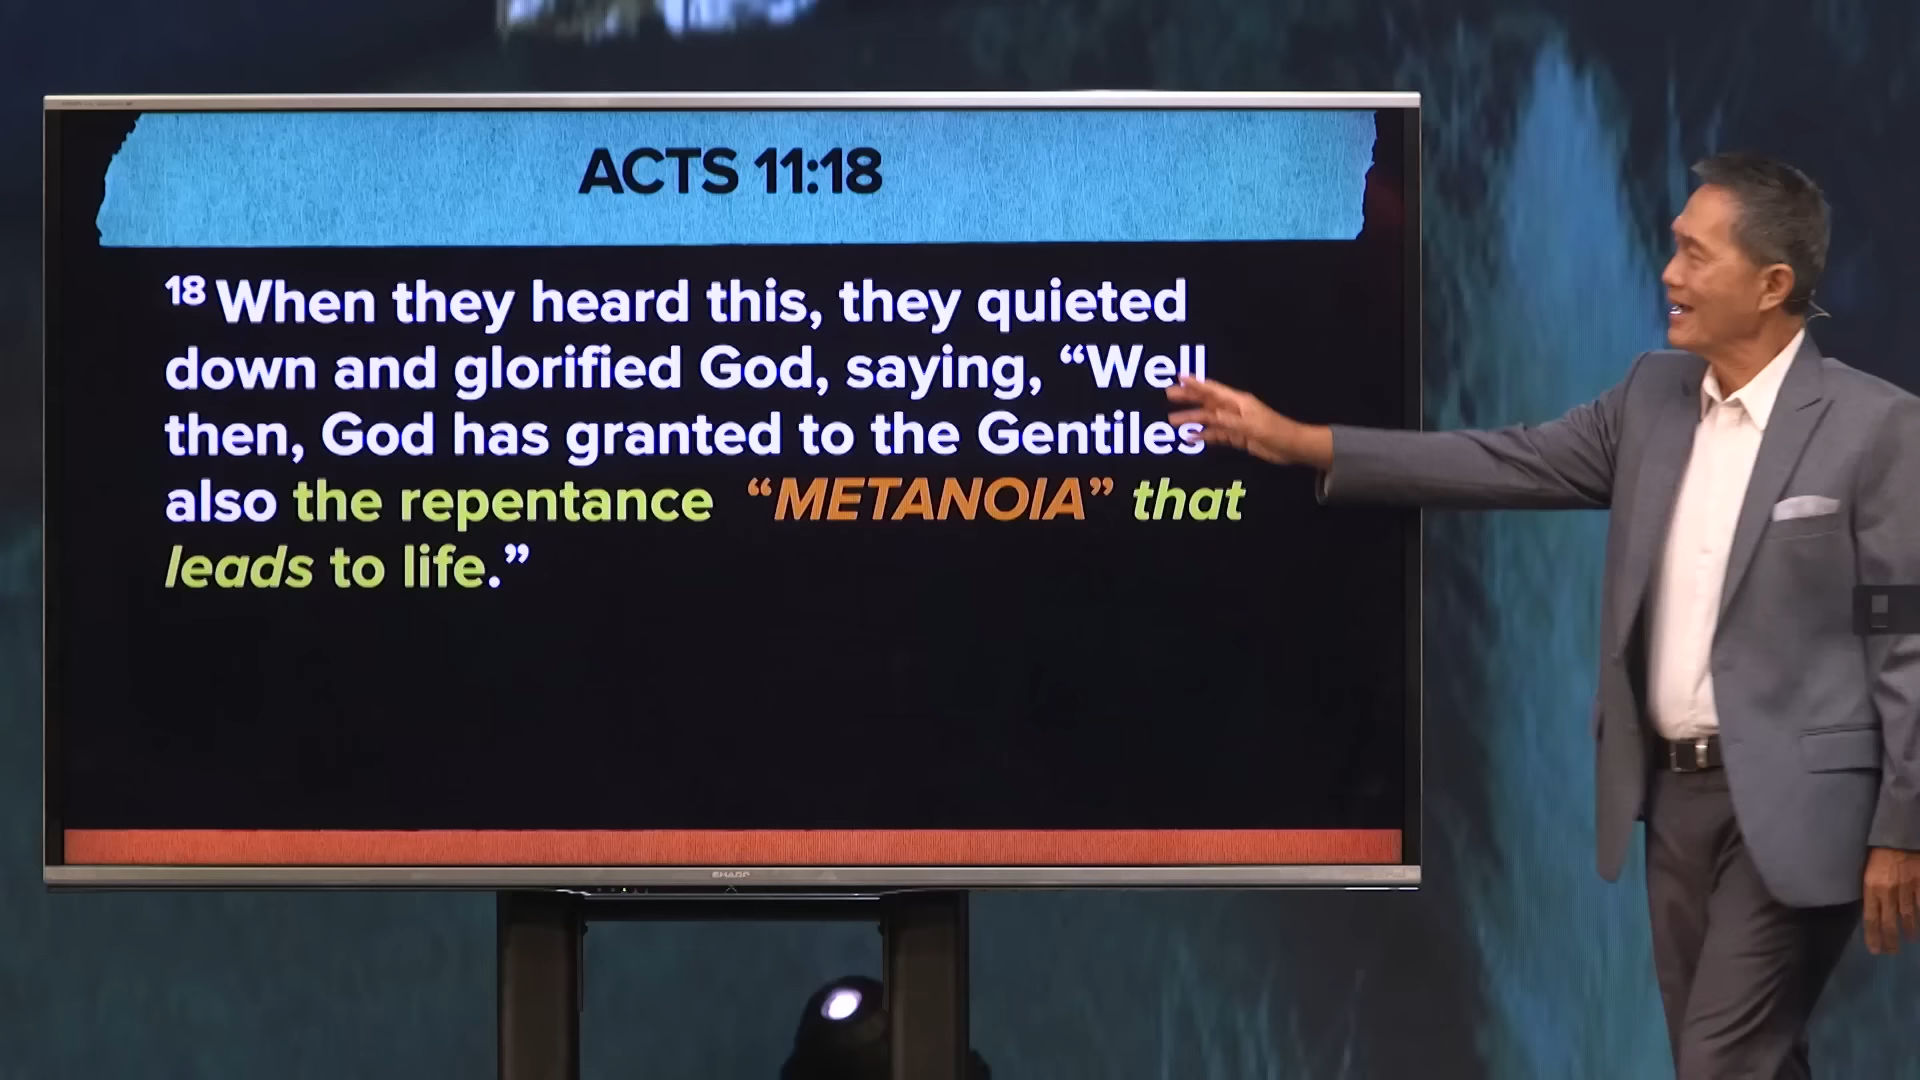 ACTS 11:18
18 When they heard this, they quieted
down and glorified God, saying, “Well
then, God has granted to the Gentiles
also the repentance “METANOIA” that
leads to life.”
SHARP